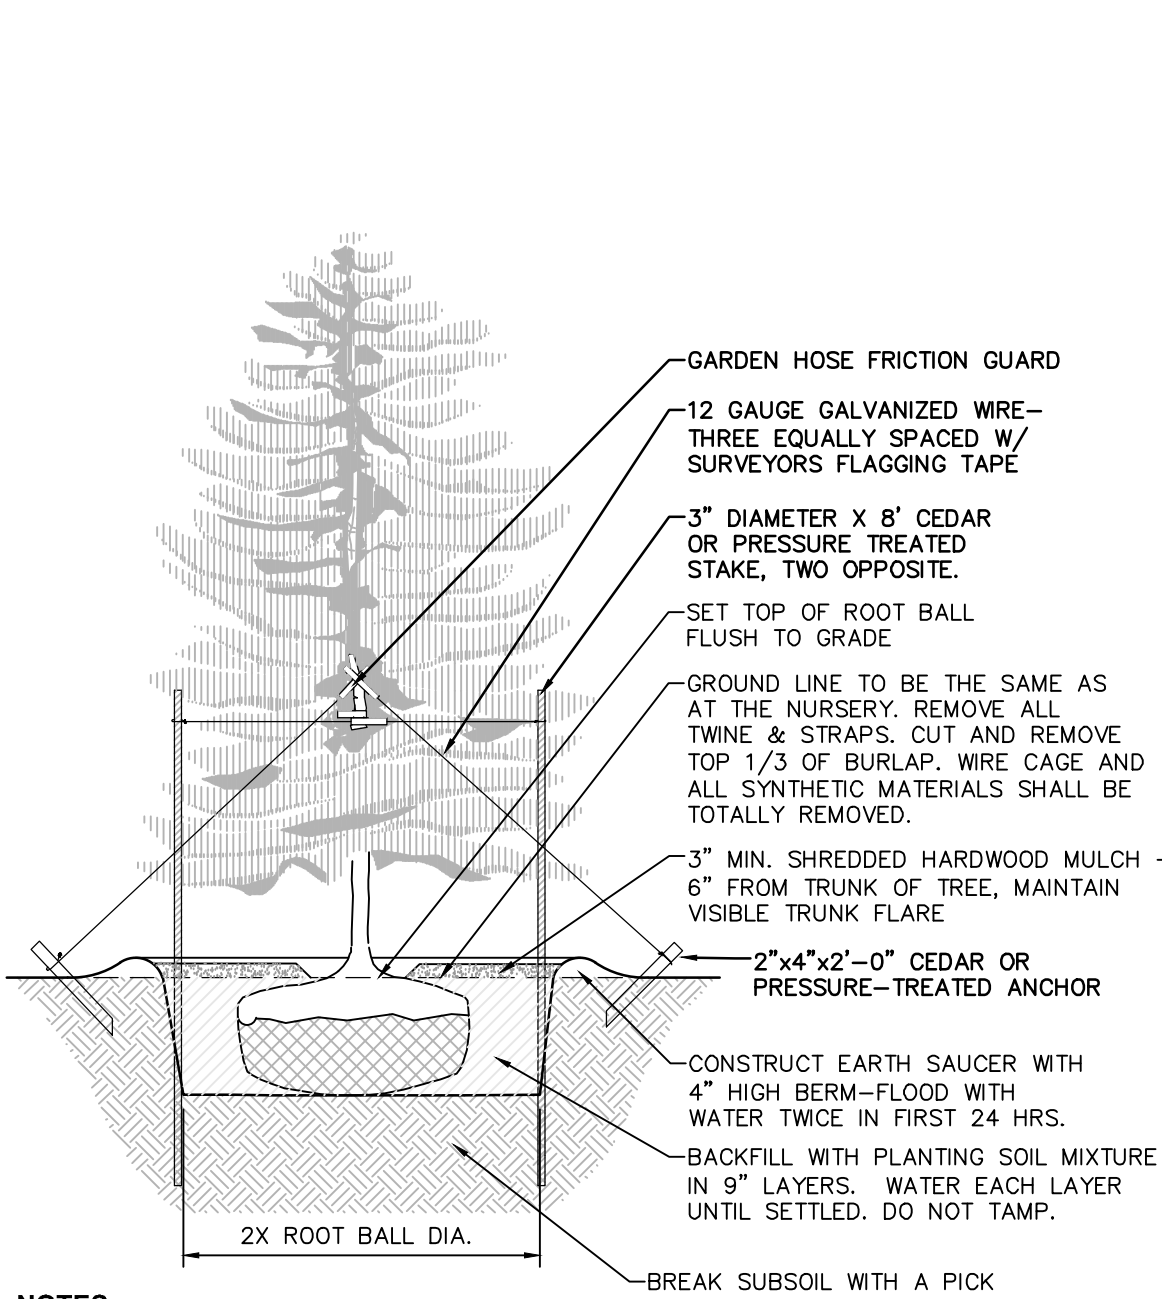 GARDEN HOSE FRICTION GUARD
12 GAUGE GALVANIZED WIRE–
THREE EQUALLY SPACED W/
SURVEYORS FLAGGING TAPE
3" DIAMETER X 8' CEDAR
OR PRESSURE TREATED
STAKE, TWO OPPOSITE.
SET TOP OF ROOT BALL
FLUSH TO GRADE
GROUND LINE TO BE THE SAME AS
AT THE NURSERY. REMOVE ALL
TWINE & STRAPS. CUT AND REMOVE
TOP 1/3 OF BURLAP. WIRE CAGE AND
ALL SYNTHETIC MATERIALS SHALL BE
TOTALLY REMOVED.
3" MIN. SHREDDED HARDWOOD MULCH –
6" FROM TRUNK OF TREE, MAINTAIN
VISIBLE TRUNK FLARE
2"x4"x2'–0" CEDAR OR
PRESSURE–TREATED ANCHOR
CONSTRUCT EARTH SAUCER WITH
4" HIGH BERM–FLOOD WITH
WATER TWICE IN FIRST 24 HRS.
BACKFILL WITH PLANTING SOIL MIXTURE
IN 9" LAYERS. WATER EACH LAYER
UNTIL SETTLED. DO NOT TAMP.
2X ROOT BALL DIA.
BREAK SUBSOIL WITH A PICK
NOTES